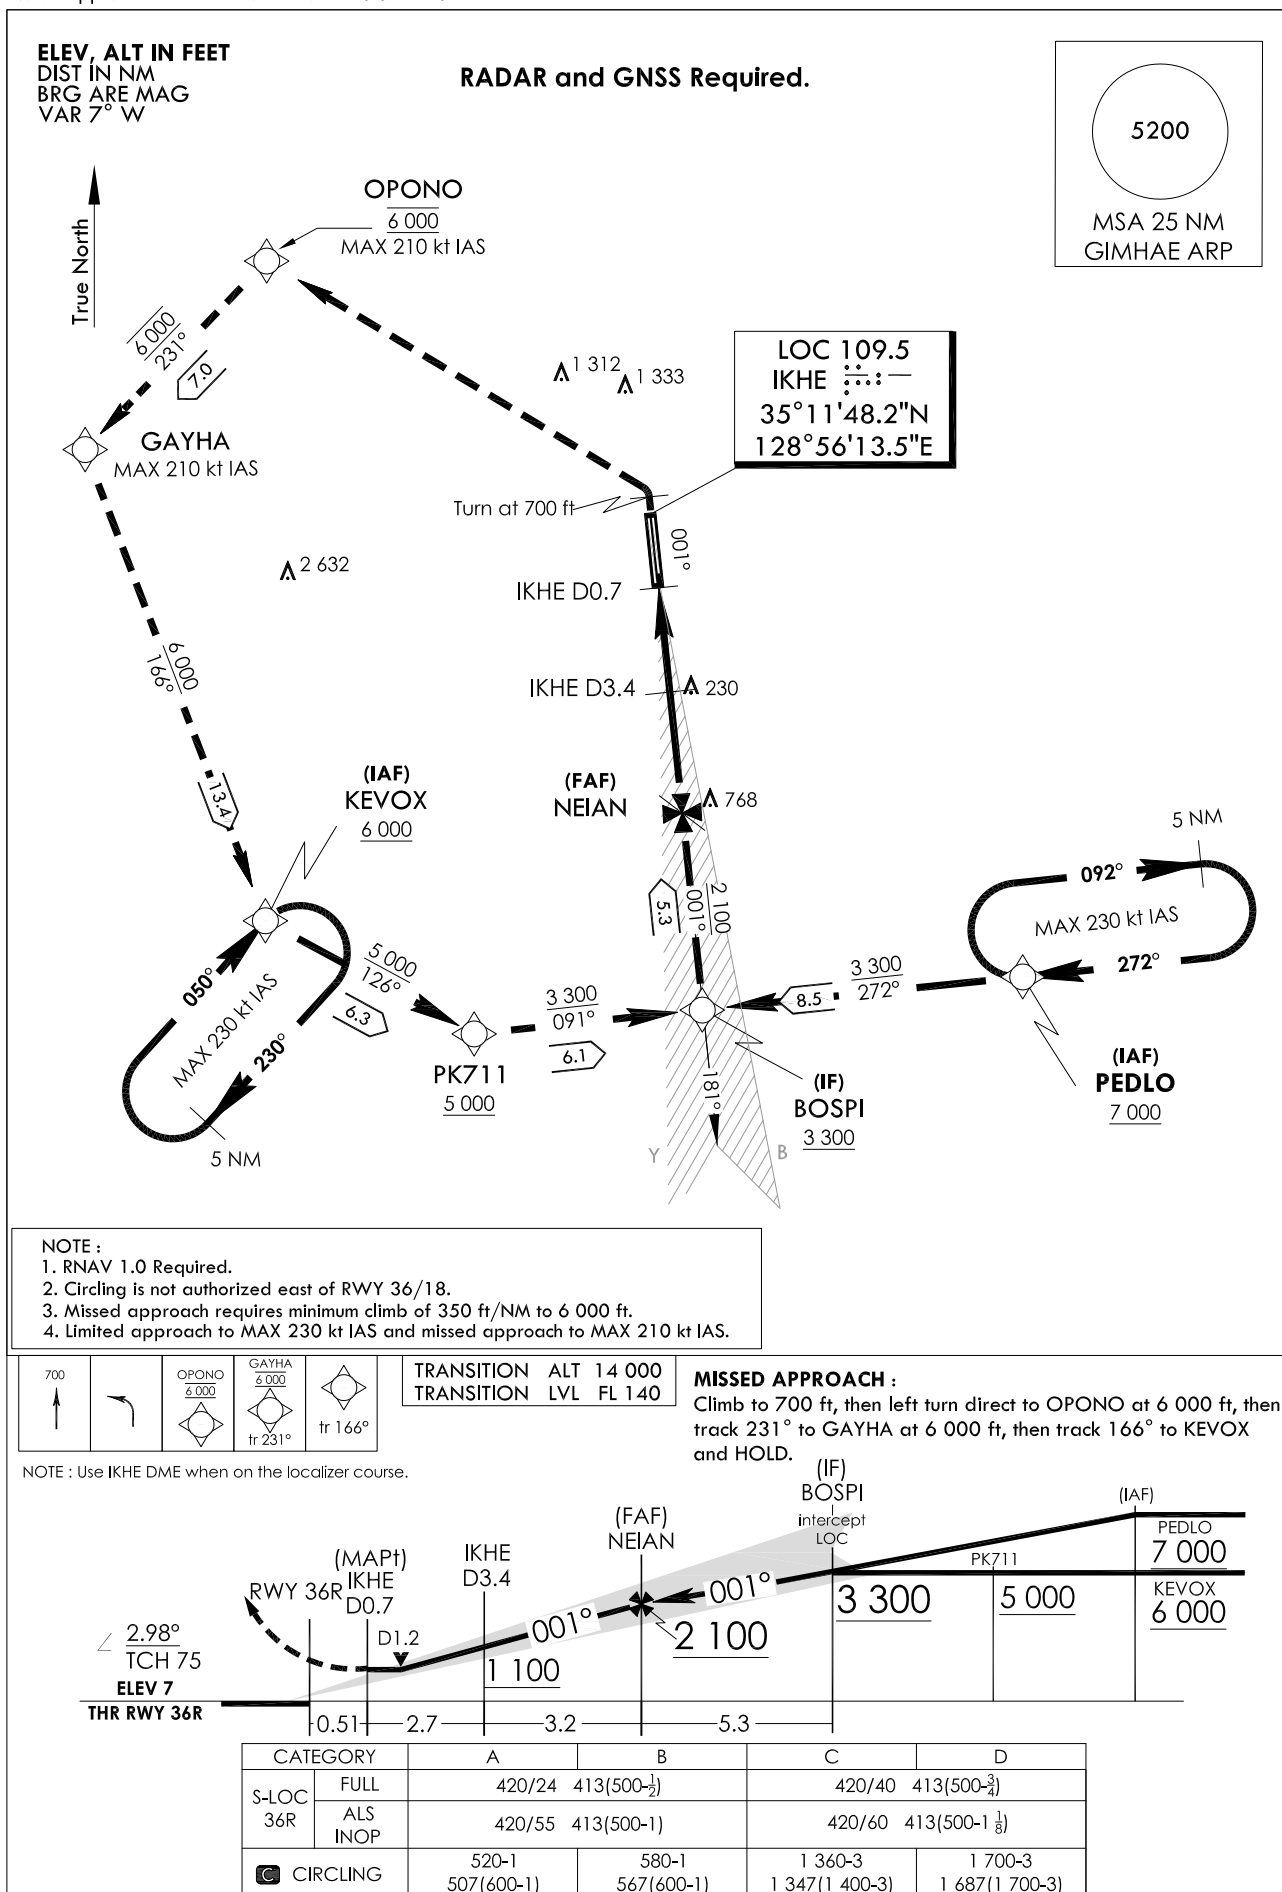 ELEV, ALT IN FEET
DIST IN NM
BRG ARE MAG
VAR 7° W
RADAR and GNSS Required.
5200
MSA 25 NM
GIMHAE ARP
True North
OPONO
6 000
MAX 210 kt IAS
6 000
231°
7.0
GAYHA
MAX 210 kt IAS
1 312
1 333
LOC 109.5
IKHE
35°11'48.2"N
128°56'13.5"E
Turn at 700 ft
001°
2 632
IKHE D0.7
6 000
166°
IKHE D3.4
230
13.4
(IAF)
KEVOX
6 000
(FAF)
NEIAN
768
5 NM
092°
MAX 230 kt IAS
272°
5.3
001°
2 100
050°
MAX 230 kt IAS
230°
5 NM
5 000
126°
6.3
3 300
091°
6.1
PK711
5 000
3 300
272°
8.5
181°
(IF)
BOSPI
3 300
(IAF)
PEDLO
7 000
Y
B
NOTE :
1. RNAV 1.0 Required.
2. Circling is not authorized east of RWY 36/18.
3. Missed approach requires minimum climb of 350 ft/NM to 6 000 ft.
4. Limited approach to MAX 230 kt IAS and missed approach to MAX 210 kt IAS.
700
OPONO
6 000
GAYHA
6 000
tr 231°
tr 166°
TRANSITION ALT 14 000
TRANSITION LVL FL 140
MISSED APPROACH :
Climb to 700 ft, then left turn direct to OPONO at 6 000 ft, then
track 231° to GAYHA at 6 000 ft, then track 166° to KEVOX
and HOLD.
NOTE : Use IKHE DME when on the localizer course.
(IF)
BOSPI
intercept
LOC
(IAF)
PEDLO
7 000
PK711
5 000
KEVOX
6 000
3 300
(FAF)
NEIAN
001°
2 100
IKHE
D3.4
001°
1 100
(MAPt)
IKHE
D0.7
RWY 36R
D1.2
2.98°
TCH 75
ELEV 7
THR RWY 36R
0.51 2.7 3.2 5.3
CATEGORY A B C D
S-LOC
36R
FULL 420/24 413(500-½) 420/40 413(500-¾)
ALS
INOP 420/55 413(500-1) 420/60 413(500-1 ⅛)
C CIRCLING 520-1 580-1 1 360-3 1 700-3
507(600-1) 567(600-1) 1 347(1 400-3) 1 687(1 700-3)